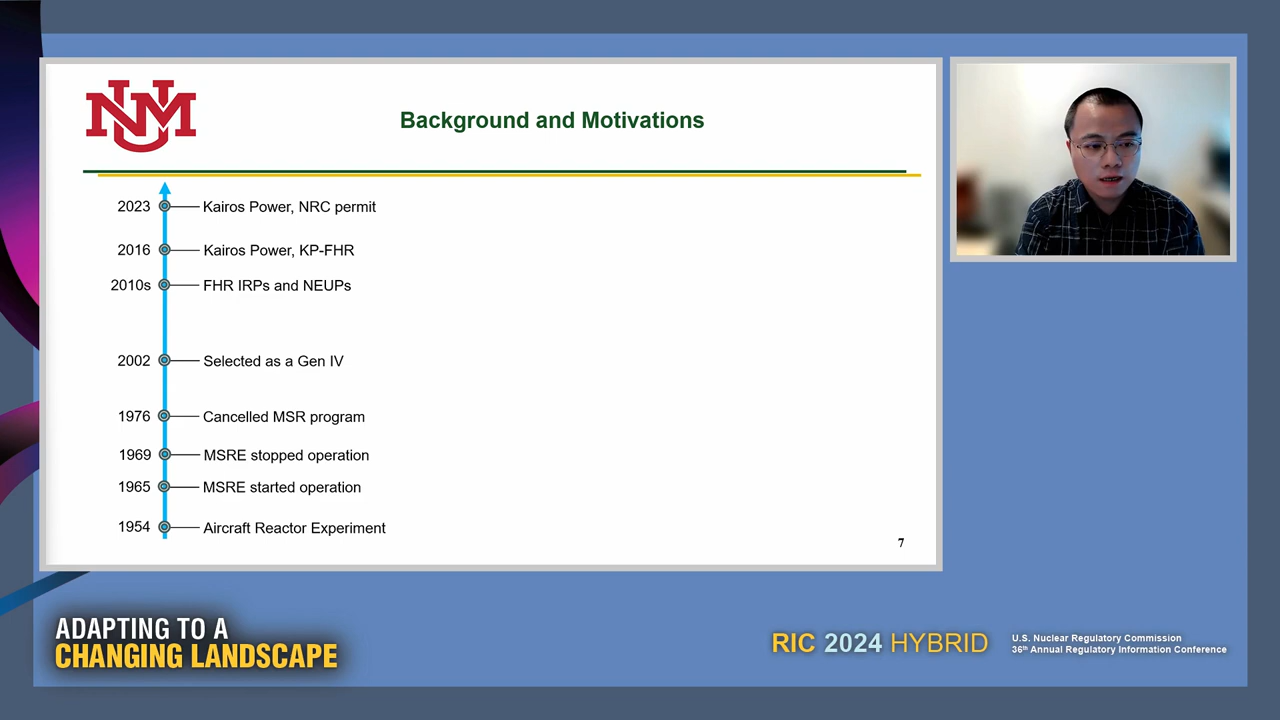 UNM
Background and Motivations
2023 Kairos Power, NRC permit
2016 Kairos Power, KP-FHR
2010s FHR IRPs and NEUPs
2002 Selected as a Gen IV
1976 Cancelled MSR program
1969 MSRE stopped operation
1965 MSRE started operation
1954 Aircraft Reactor Experiment
7
ADAPTING TO A
CHANGING LANDSCAPE
RIC 2024 HYBRID
U.S. Nuclear Regulatory Commission
36th Annual Regulatory Information Conference